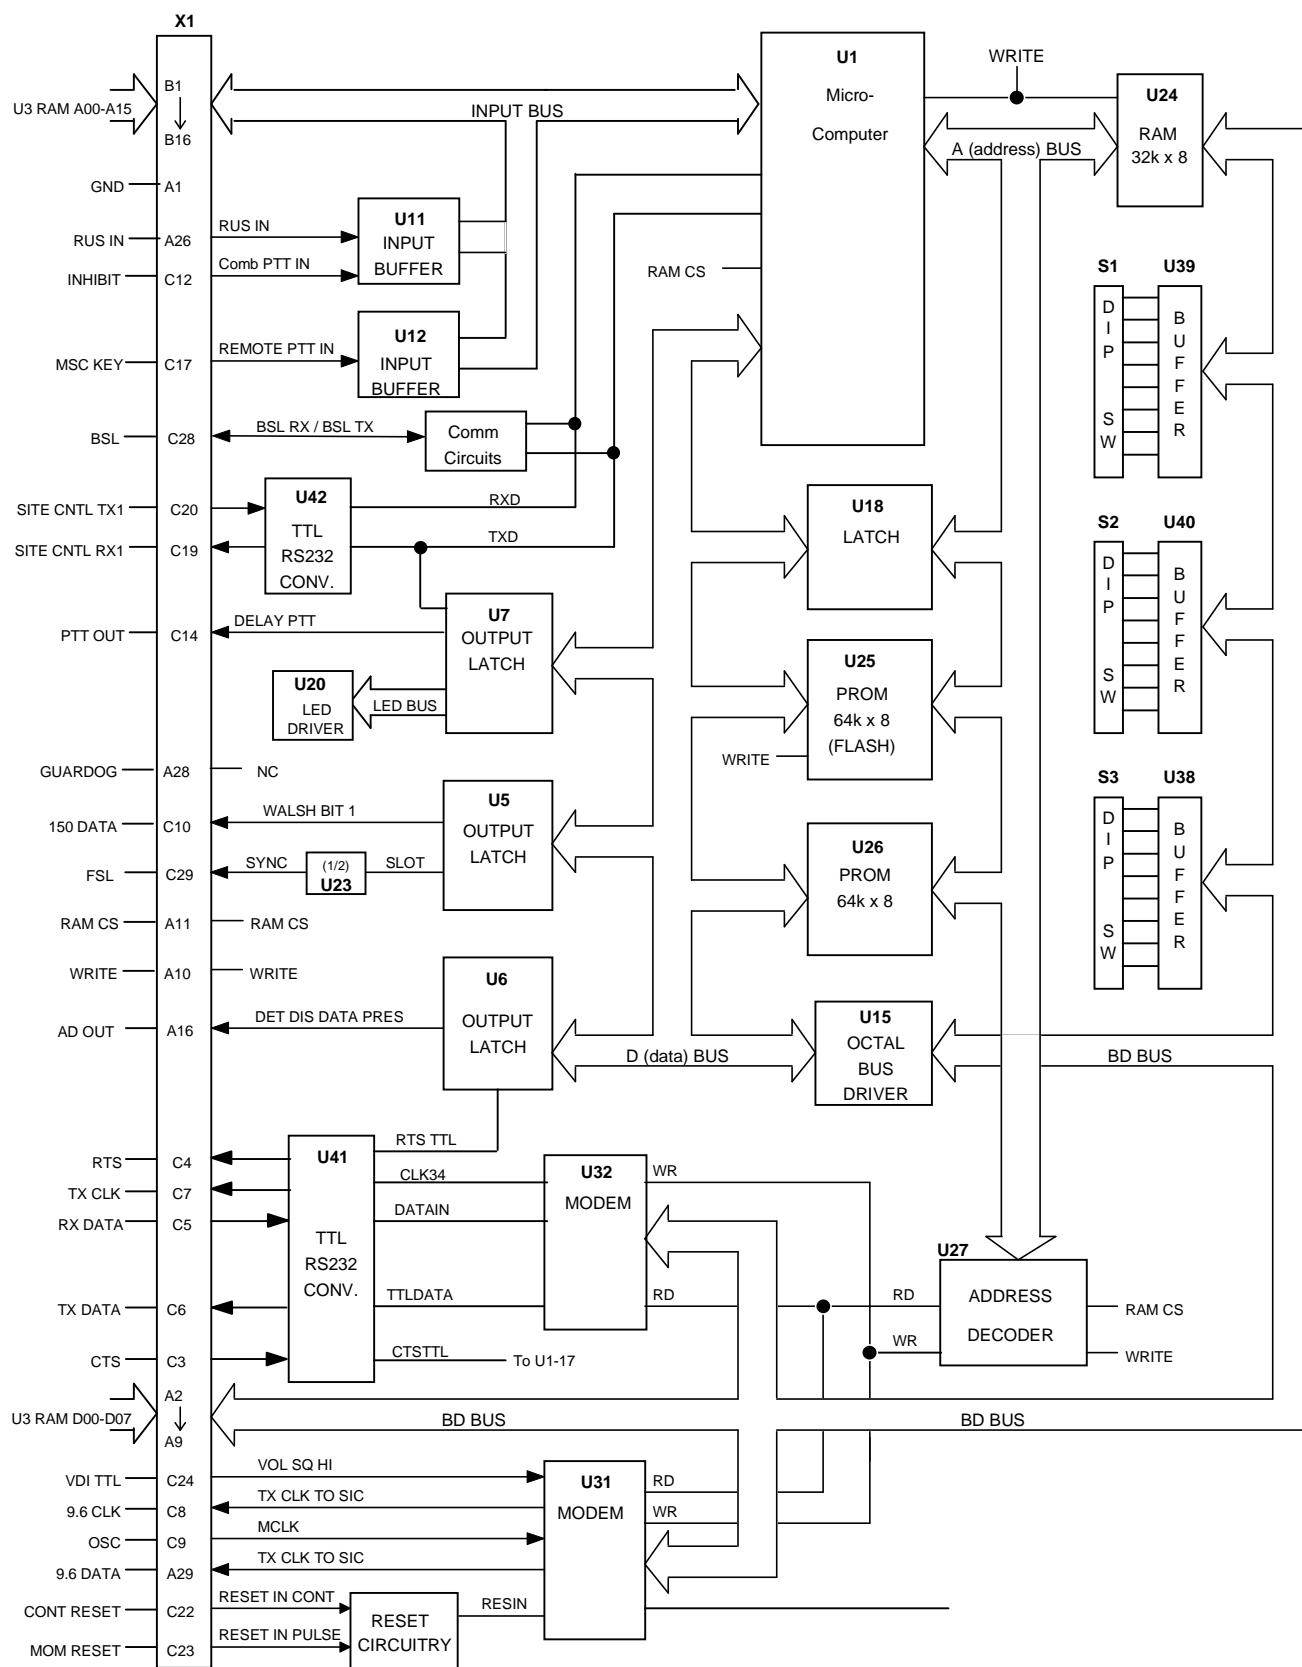 X1
U1
Micro-
Computer
WRITE
U24
RAM
32k x 8
B1
B16
U3 RAM A00-A15
INPUT BUS
A (address) BUS
GND
A1
RUS IN
A26
RUS IN
U11
INPUT
BUFFER
INHIBIT
C12
Comb PTT IN
RAM CS
S1
D
I
P
S
W
U39
B
U
F
F
E
R
MSC KEY
C17
REMOTE PTT IN
U12
INPUT
BUFFER
BSL
C28
BSL RX / BSL TX
Comm
Circuits
SITE CNTL TX1
C20
U42
TTL
RS232
CONV.
RXD
SITE CNTL RX1
C19
TXD
U18
LATCH
S2
D
I
P
S
W
U40
B
U
F
F
E
R
PTT OUT
C14
DELAY PTT
U7
OUTPUT
LATCH
U20
LED
DRIVER
LED BUS
U25
PROM
64k x 8
(FLASH)
WRITE
GUARDOG
A28
NC
150 DATA
C10
WALSH BIT 1
U5
OUTPUT
LATCH
S3
D
I
P
S
W
U38
B
U
F
F
E
R
FSL
C29
SYNC
(1/2)
U23
SLOT
U26
PROM
64k x 8
RAM CS
A11
RAM CS
WRITE
A10
WRITE
AD OUT
A16
DET DIS DATA PRES
U6
OUTPUT
LATCH
D (data) BUS
U15
OCTAL
BUS
DRIVER
BD BUS
RTS
C4
U41
TTL
RS232
CONV.
RTS TTL
TX CLK
C7
CLK34
U32
MODEM
WR
RX DATA
C5
DATAIN
TX DATA
C6
TTLDATA
RD
U27
ADDRESS
DECODER
RD
RAM CS
WR
WRITE
CTS
C3
CTSTTL
To U1-17
A2
A9
U3 RAM D00-D07
BD BUS
BD BUS
VDI TTL
C24
VOL SQ HI
U31
MODEM
RD
9.6 CLK
C8
TX CLK TO SIC
WR
OSC
C9
MCLK
9.6 DATA
A29
TX CLK TO SIC
CONT RESET
C22
RESET IN CONT
RESET
CIRCUITRY
RESIN
MOM RESET
C23
RESET IN PULSE